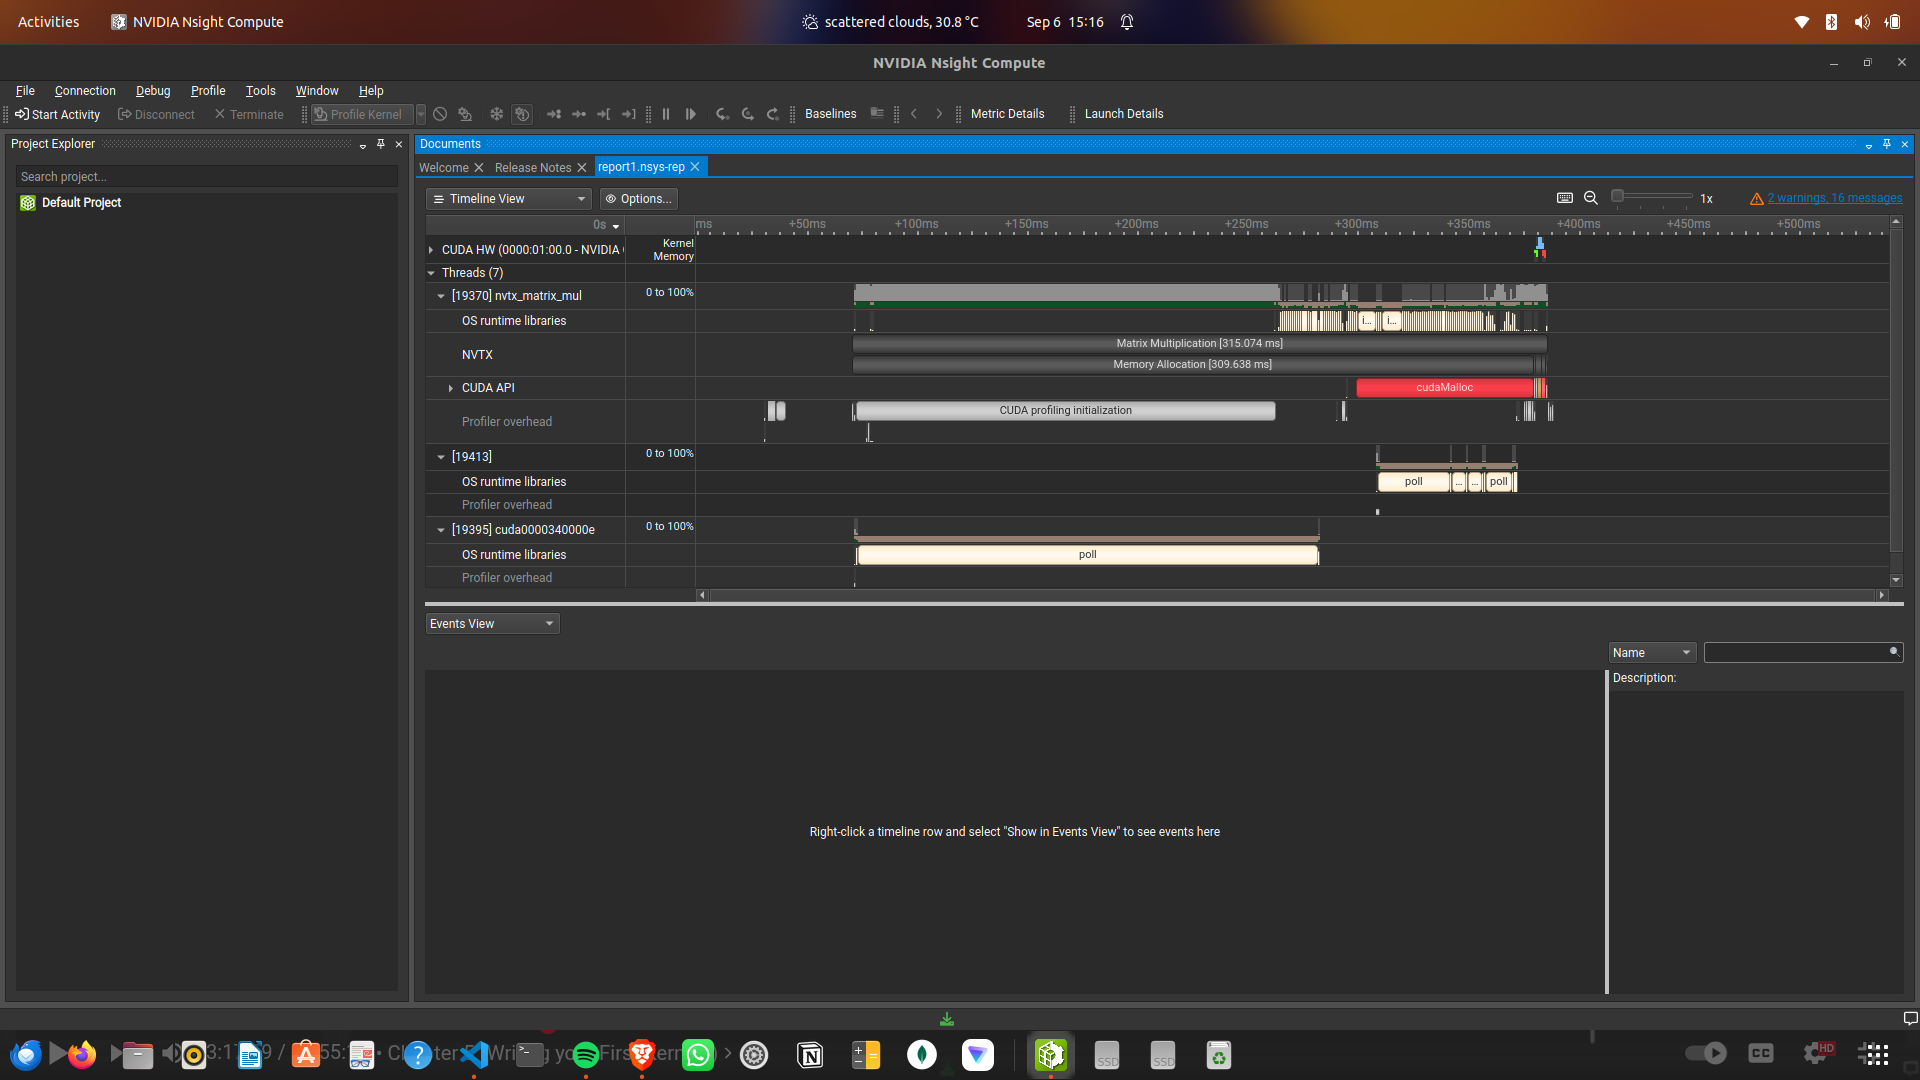 Activities NVIDIA Nsight Compute scattered clouds, 30.8 °C Sep 6 15:16
NVIDIA Nsight Compute
File Connection Debug Profile Tools Window Help
Start Activity Disconnect Terminate Profile Kernel Baselines Metric Details Launch Details
Project Explorer
Search project...
Default Project
Documents
Welcome Release Notes report1.nsys-rep
Timeline View Options... 1x 2 warnings, 16 messages
0s ms +50ms +100ms +150ms +200ms +250ms +300ms +350ms +400ms +450ms +500ms
CUDA HW (0000:01:00.0 - NVIDIA Kernel
Memory
Threads (7)
[19370] nvtx_matrix_mul 0 to 100%
OS runtime libraries i... i...
NVTX Matrix Multiplication [315.074 ms]
Memory Allocation [309.638 ms]
CUDA API cudaMalloc
Profiler overhead CUDA profiling initialization
[19413] 0 to 100%
OS runtime libraries poll ... ... poll
Profiler overhead
[19395] cuda0000340000e 0 to 100%
OS runtime libraries poll
Profiler overhead
Events View
Name
Description:
Right-click a timeline row and select "Show in Events View" to see events here
SSD SSD CC HD